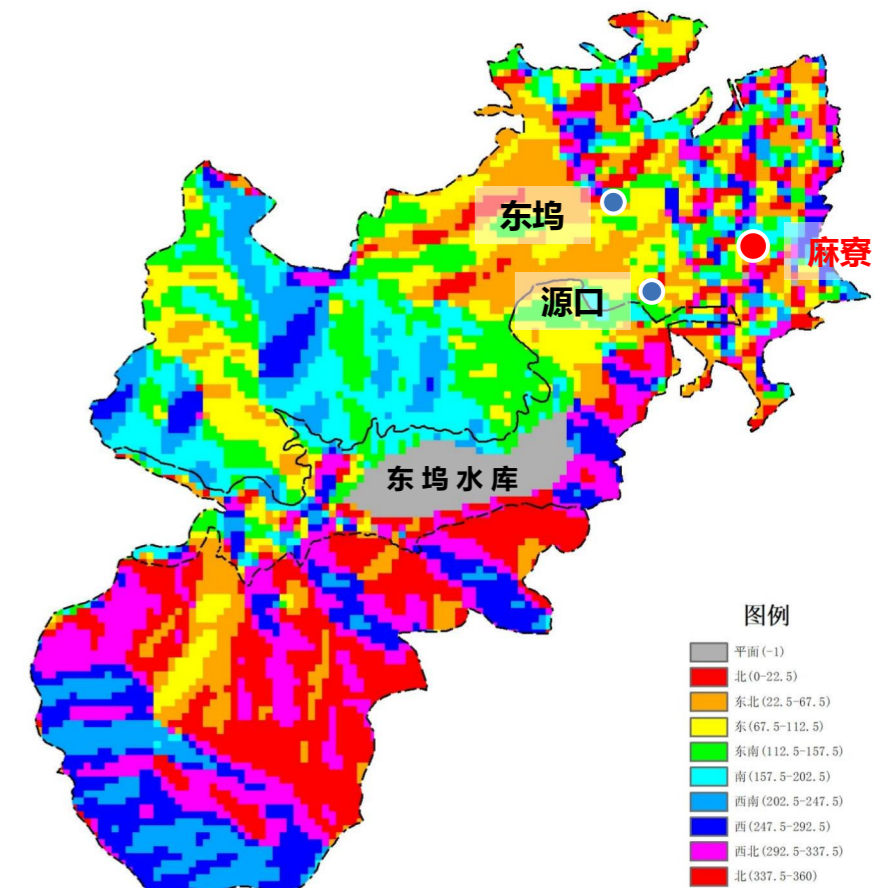 东坞
麻寮
源口
东坞水库
图例
平面(-1)
北(0-22.5)
东北(22.5-67.5)
东(67.5-112.5)
东南(112.5-157.5)
南(157.5-202.5)
西南(202.5-247.5)
西(247.5-292.5)
西北(292.5-337.5)
北(337.5-360)